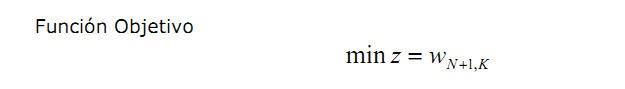 Función Objetivo
min z = w_{N+1,K}